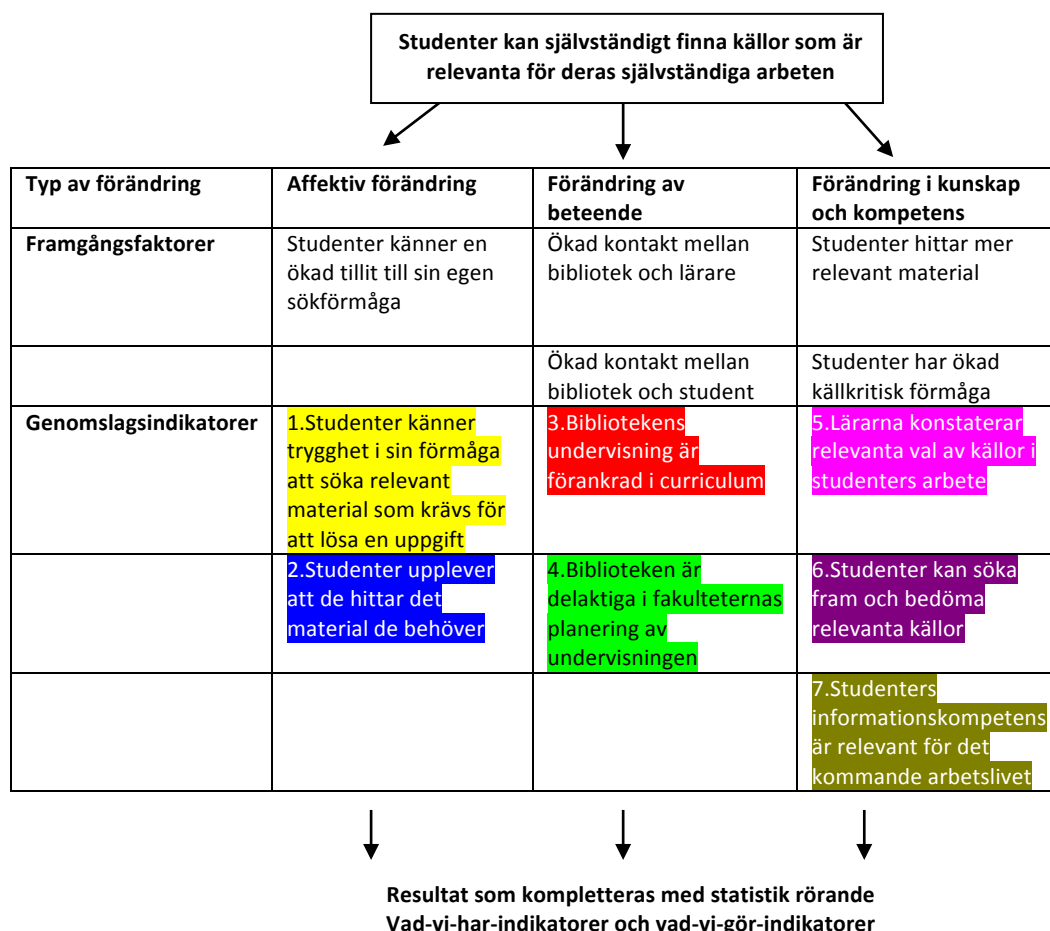 Studenter kan självständigt finna källor som är
relevanta för deras självständiga arbeten
Typ av förändring
Affektiv förändring
Förändring av
beteende
Förändring i kunskap
och kompetens
Framgångsfaktorer
Studenter känner en
ökad tillit till sin egen
sökförmåga
Ökad kontakt mellan
bibliotek och lärare
Studenter hittar mer
relevant material
Ökad kontakt mellan
bibliotek och student
Studenter har ökad
källkritisk förmåga
Genomslagsindikatorer
1.Studenter känner
trygghet i sin förmåga
att söka relevant
material som krävs för
att lösa en uppgift
3.Bibliotekens
undervisning är
förankrad i curriculum
5.Lärarna konstaterar
relevanta val av källor i
studenters arbete
2.Studenter upplever
att de hittar det
material de behöver
4.Biblioteken är
delaktiga i fakulteternas
planering av
undervisningen
6.Studenter kan söka
fram och bedöma
relevanta källor
7.Studenters
informationskompetens
är relevant för det
kommande arbetslivet
Resultat som kompletteras med statistik rörande
Vad-vi-har-indikatorer och vad-vi-gör-indikatorer